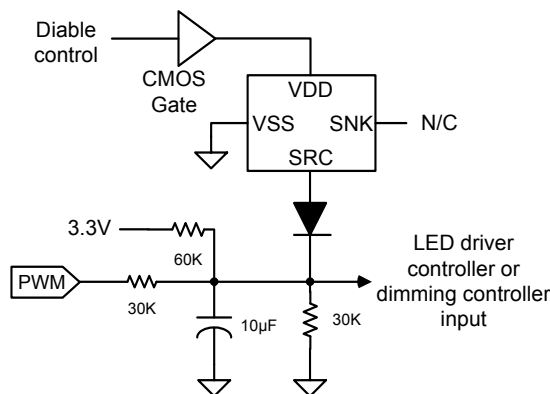 Diable
control
CMOS
Gate
VDD
VSS
SNK
N/C
SRC
3.3V
60K
PWM
30K
10µF
30K
LED driver
controller or
dimming controller
input